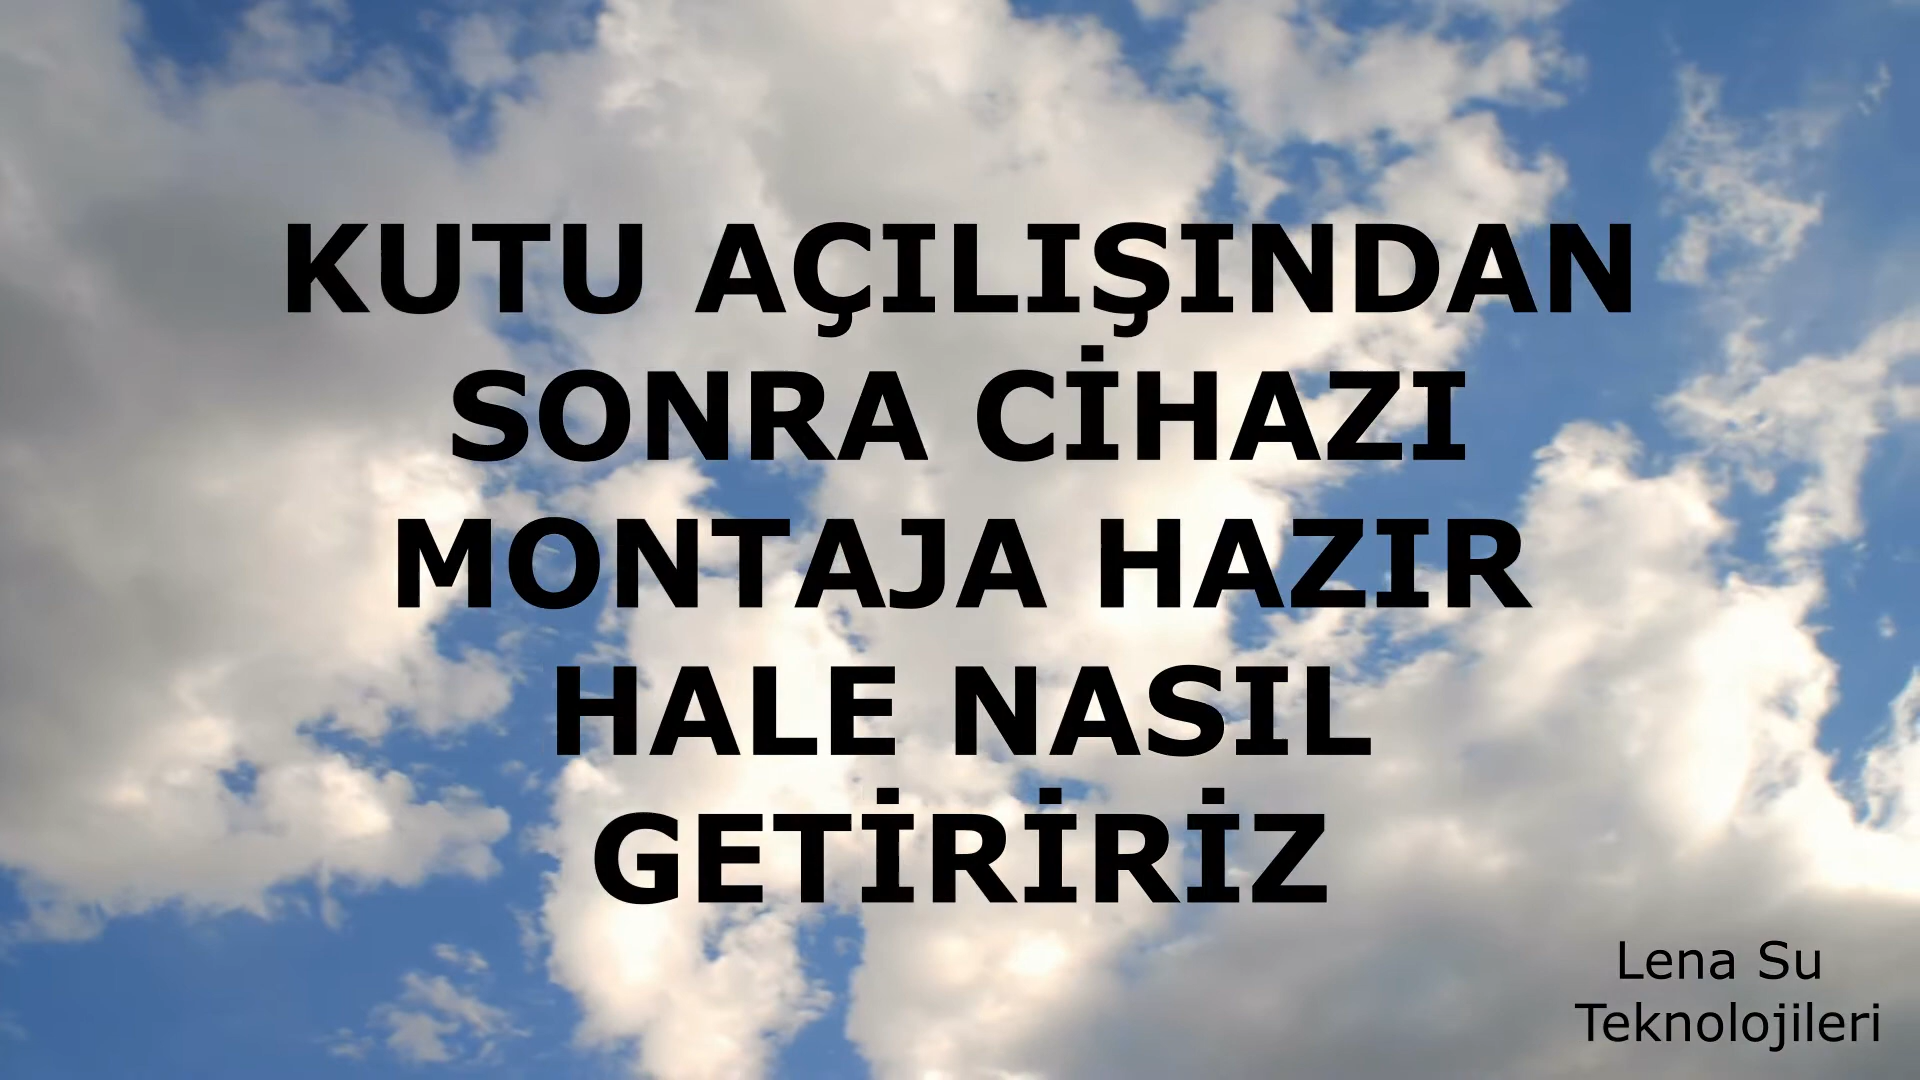 KUTU AÇILIŞINDAN
SONRA CİHAZI
MONTAJA HAZIR
HALE NASIL
GETİRİRİZ
Lena Su
Teknolojileri